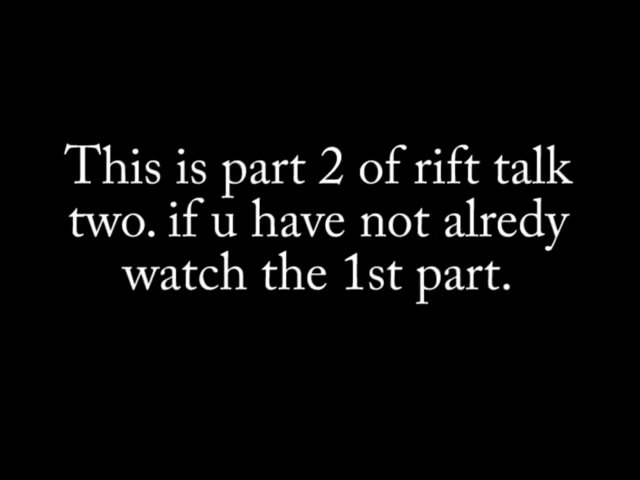 This is part 2 of rift talk
two. if u have not alredy
watch the 1st part.